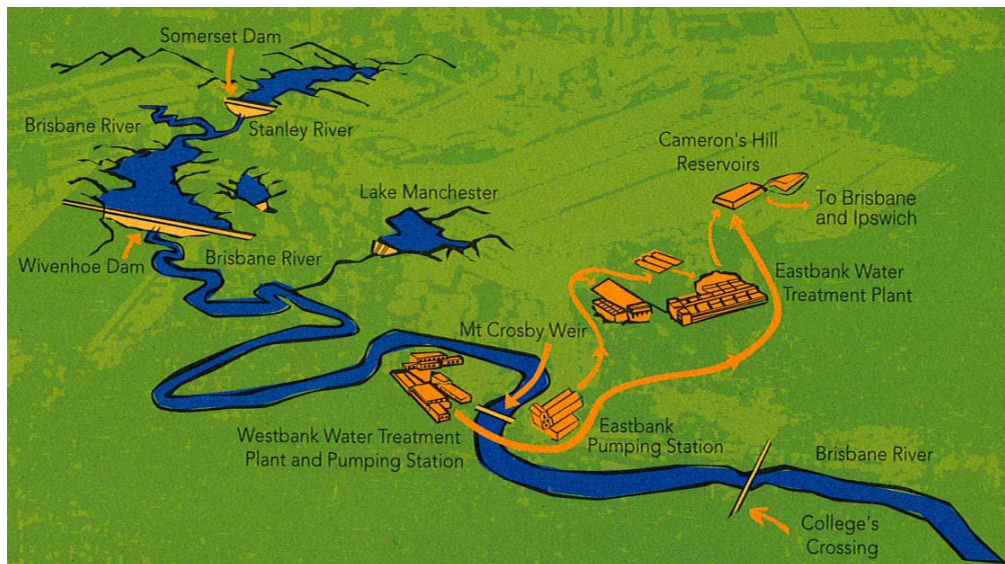 Somerset Dam
Brisbane River
Stanley River
Cameron's Hill
Reservoirs
Lake Manchester
To Brisbane
and Ipswich
Wivenhoe Dam
Brisbane River
Eastbank Water
Treatment Plant
Mt Crosby Weir
Westbank Water Treatment
Plant and Pumping Station
Eastbank
Pumping Station
Brisbane River
College's
Crossing